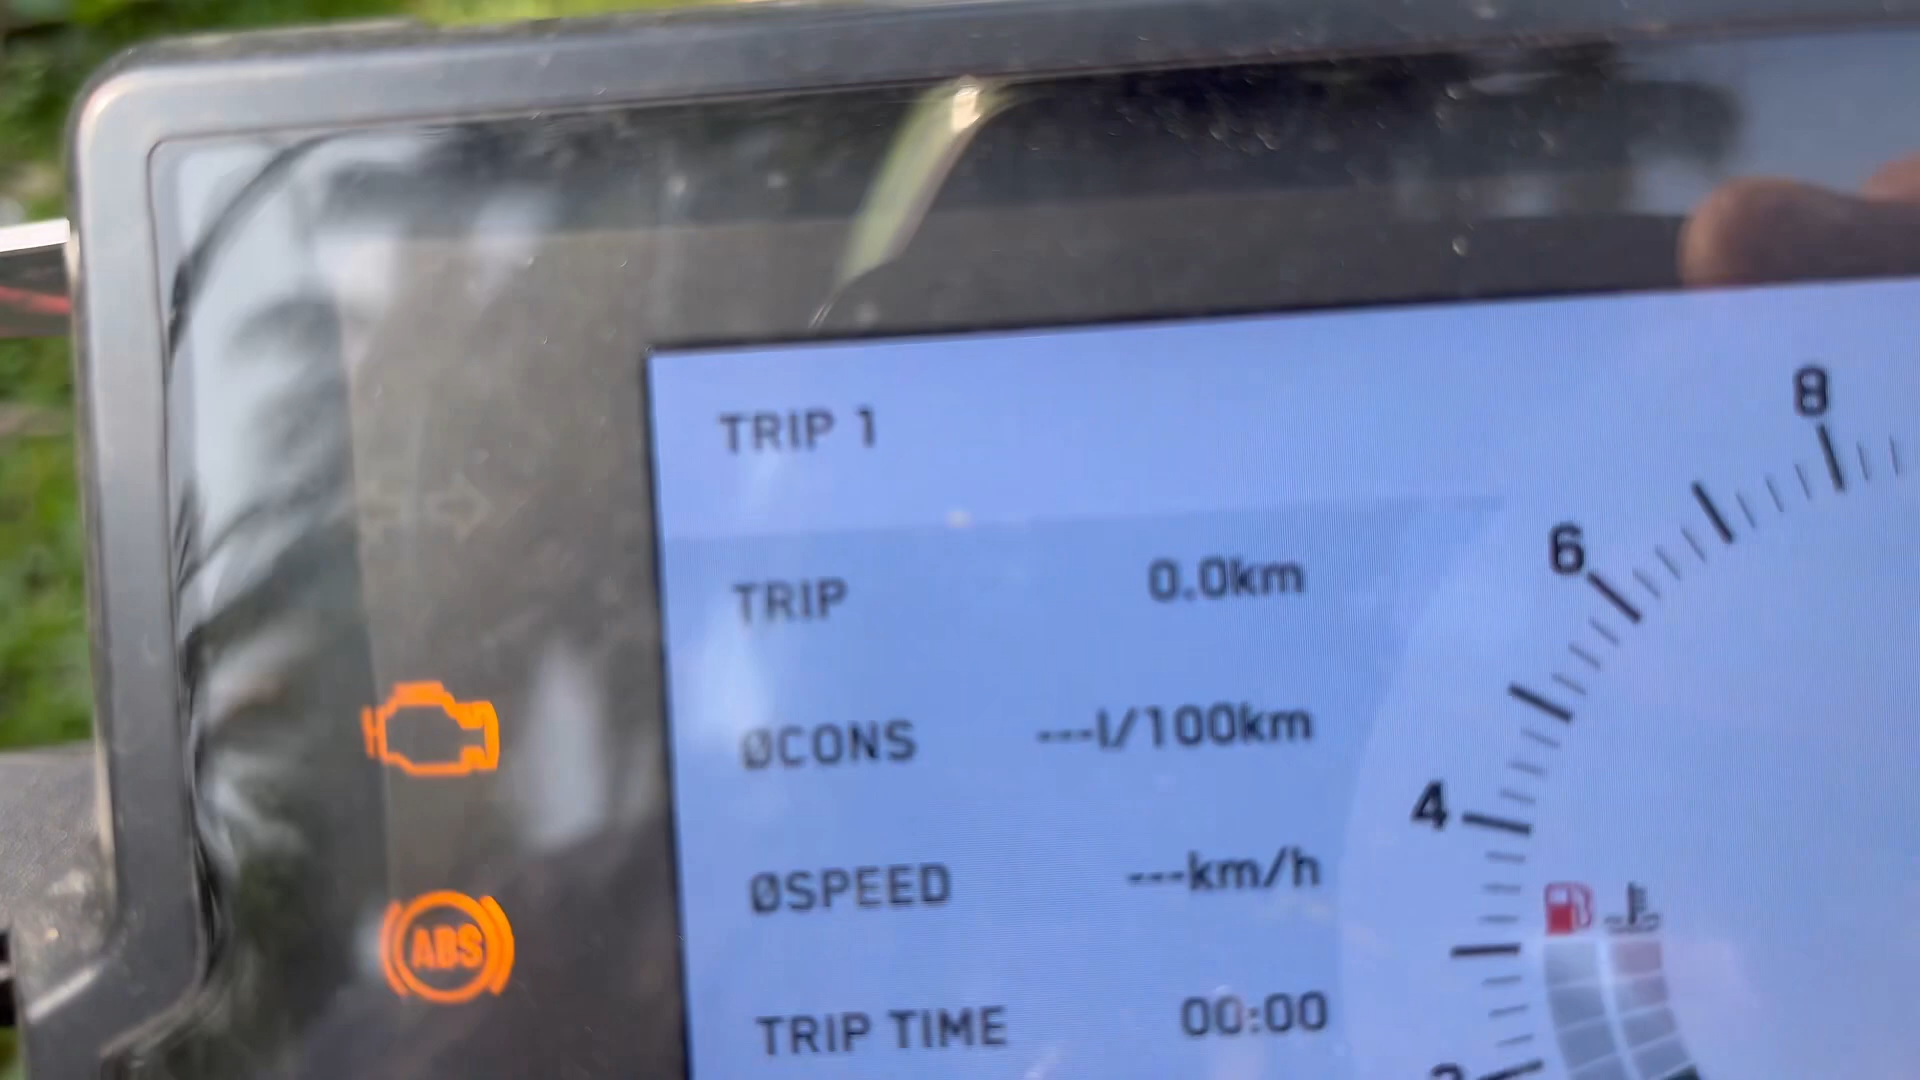 TRIP 1
8
TRIP 0.0km
6
ØCONS ---l/100km
4
ØSPEED ---km/h
ABS
TRIP TIME 00:00